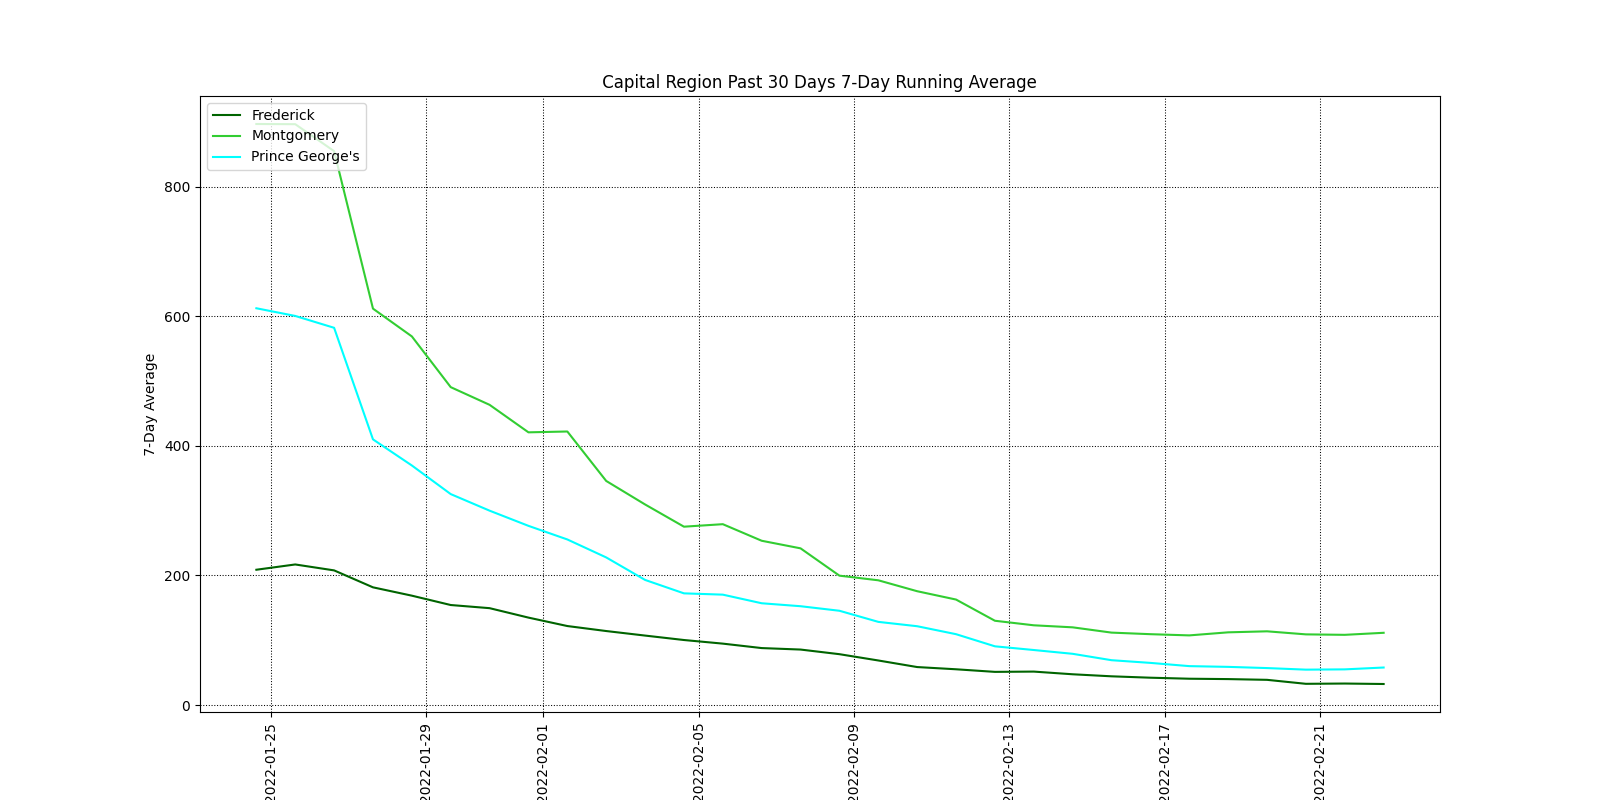 Capital Region Past 30 Days 7-Day Running Average
Frederick
Montgomery
Prince George's
7-Day Average
800
600
400
200
0
2022-01-25
2022-01-29
2022-02-01
2022-02-05
2022-02-09
2022-02-13
2022-02-17
2022-02-21